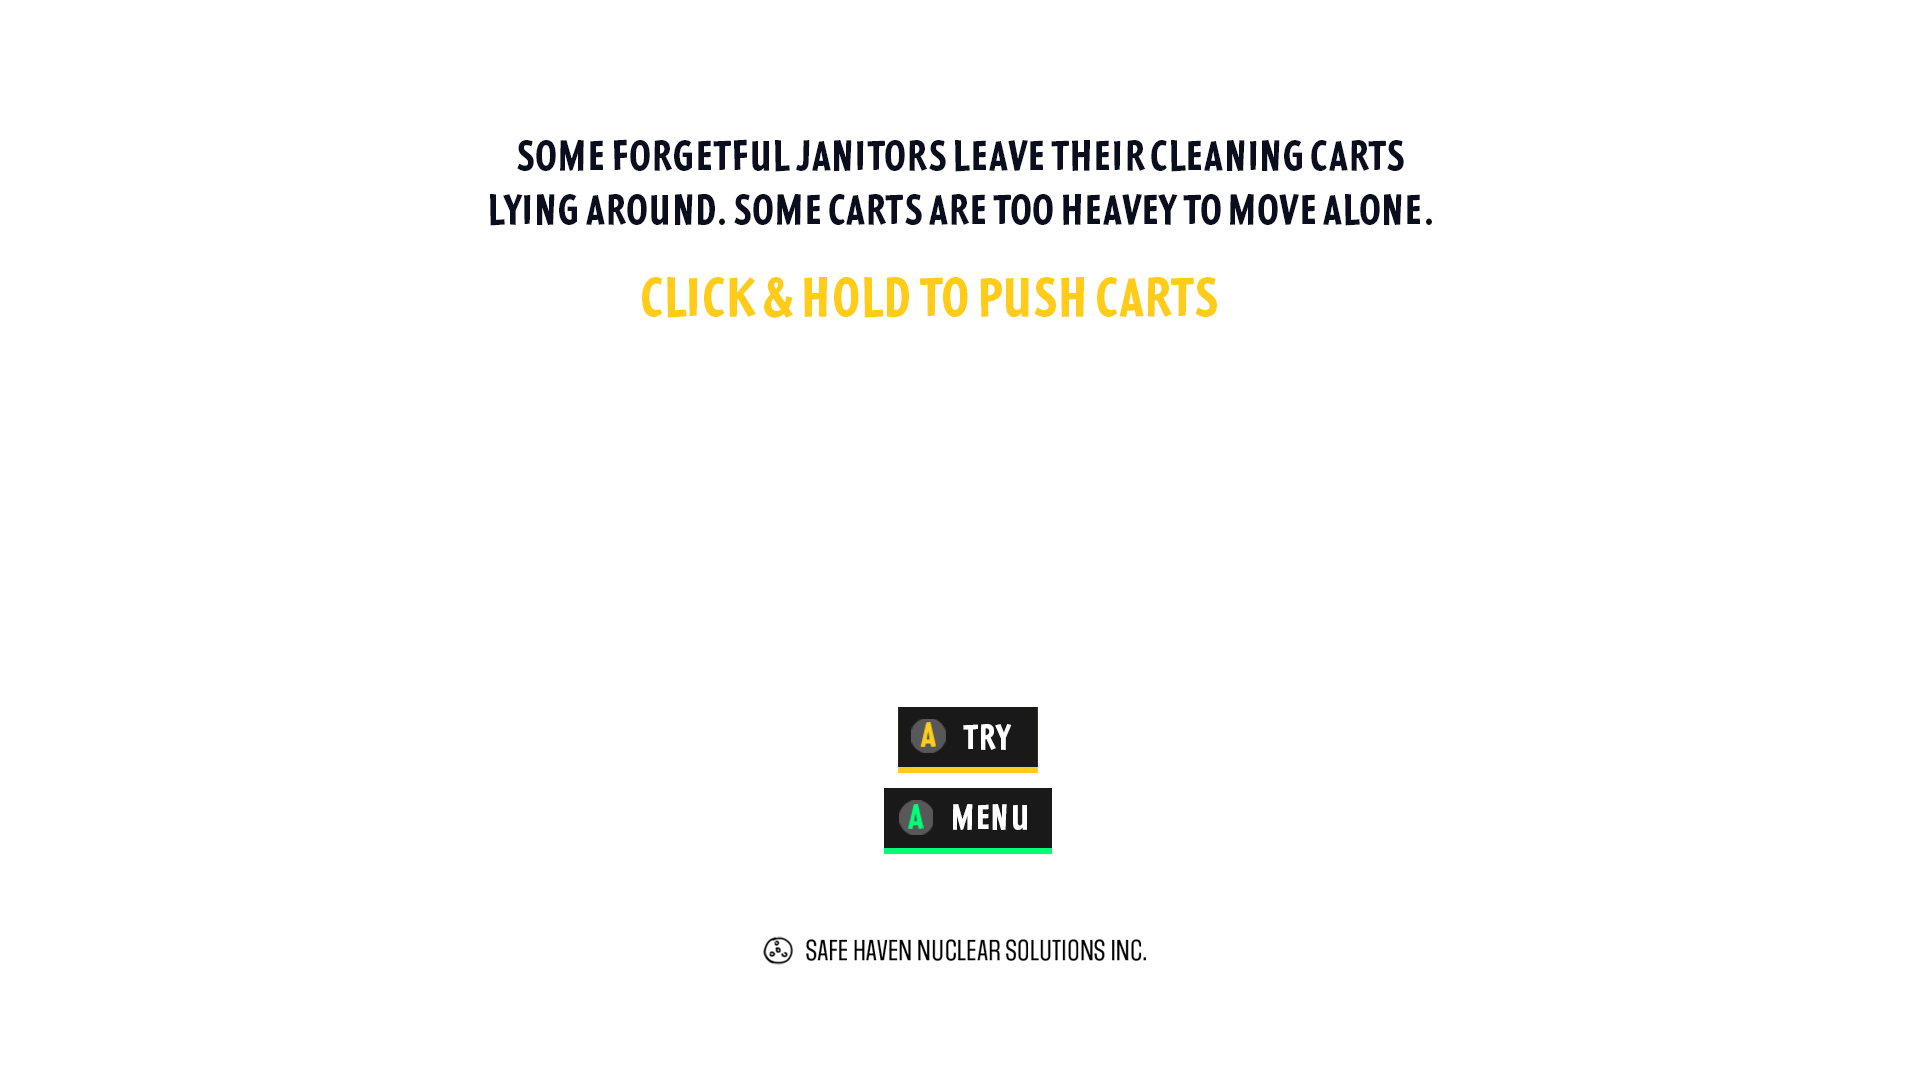 SOME FORGETFUL JANITORS LEAVE THEIR CLEANING CARTS
LYING AROUND. SOME CARTS ARE TOO HEAVEY TO MOVE ALONE.
CLICK & HOLD TO PUSH CARTS
A TRY
A MENU
SAFE HAVEN NUCLEAR SOLUTIONS INC.